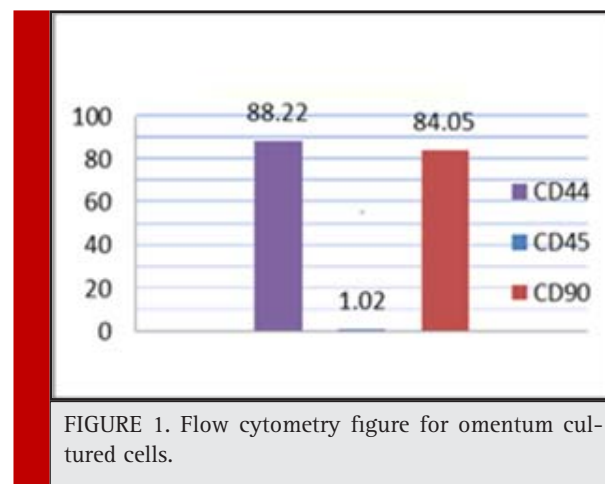 100
80
60
40
20
0
88.22
1.02
84.05
CD44
CD45
CD90
FIGURE 1. Flow cytometry figure for omentum cul-
tured cells.